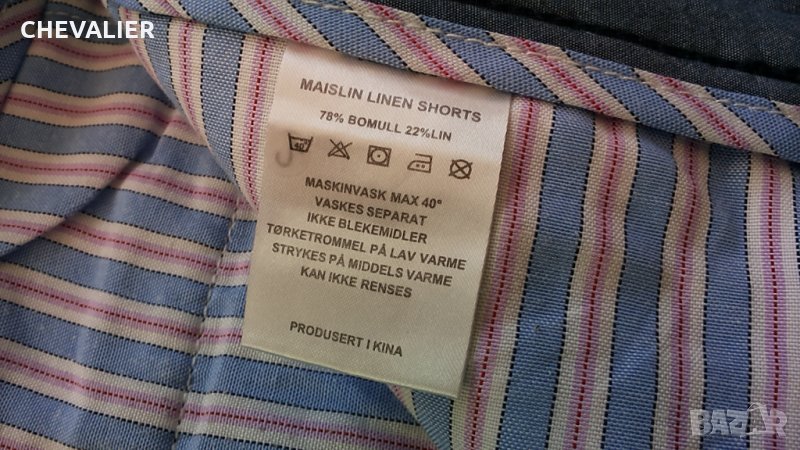 CHEVALIER
MAISLIN LINEN SHORTS
78% BOMULL 22%LIN
40°
MASKINVASK MAX 40°
VASKES SEPARAT
IKKE BLEKEMIDLER
TØRKETROMMEL PÅ LAV VARME
STRYKES PÅ MIDDELS VARME
KAN IKKE RENSES
PRODUSERT I KINA
BAZAR